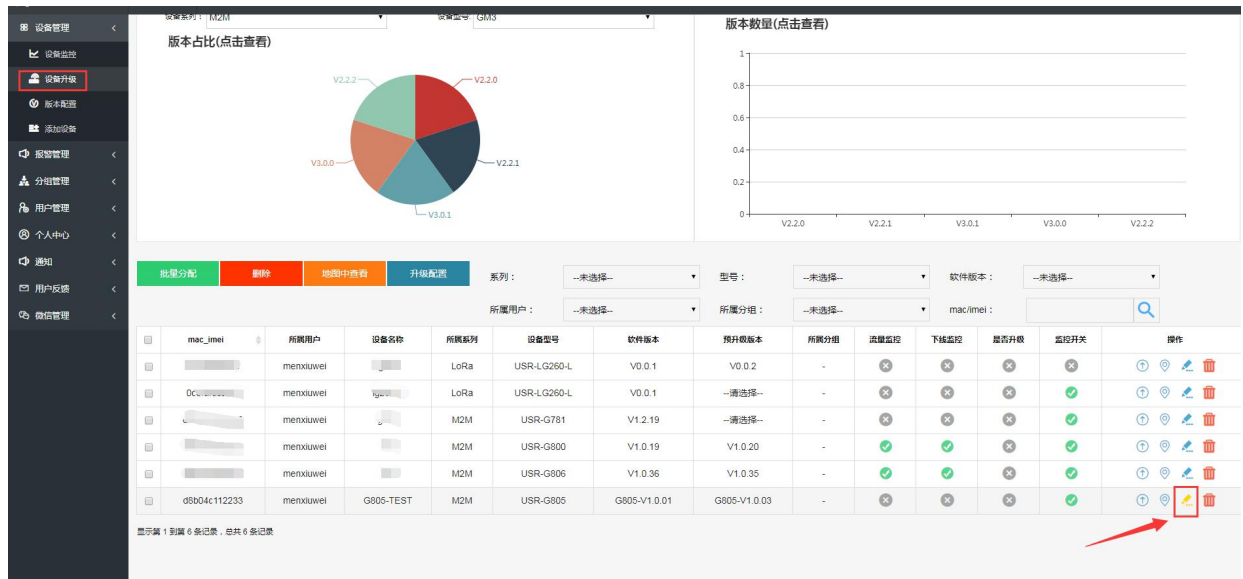 设备管理
设备监控
设备升级
版本配置
添加设备
报警管理
分组管理
用户管理
个人中心
通知
用户反馈
微信管理
设备系列： M2M
设备型号: GM3
版本占比(点击查看)
V2.2.2
V2.2.0
V3.0.0
V2.2.1
V3.0.1
版本数量(点击查看)
1
0.8
0.6
0.4
0.2
0
V2.2.0 V2.2.1 V3.0.1 V3.0.0 V2.2.2
批量分配 删除 地图中查看 升级配置
系列： --未选择-- 型号： --未选择-- 软件版本： --未选择--
所属用户： --未选择-- 所属分组： --未选择-- mac/imei：
mac_imei 所属用户 设备名称 所属系列 设备型号 软件版本 预升级版本 所属分组 流量监控 下线监控 是否升级 监控开关 操作
menxiuwei LoRa USR-LG260-L V0.0.1 V0.0.2 -
menxiuwei LoRa USR-LG260-L V0.0.1 --请选择-- -
menxiuwei M2M USR-G781 V1.2.19 --请选择-- -
menxiuwei M2M USR-G800 V1.0.19 V1.0.20 -
menxiuwei M2M USR-G806 V1.0.36 V1.0.35 -
d8b04c112233 menxiuwei G805-TEST M2M USR-G805 G805-V1.0.01 G805-V1.0.03 -
显示第 1 到第 6 条记录，总共 6 条记录